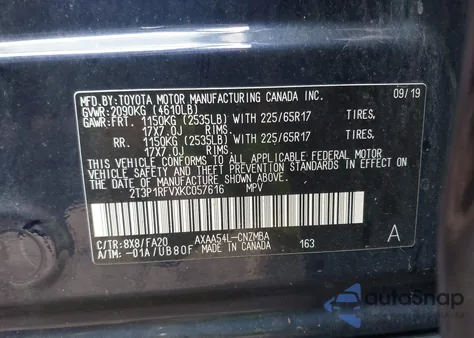 MFD.BY:TOYOTA MOTOR MANUFACTURING CANADA INC. 09/19
GVWR: 2090KG (4610LB)
GAWR:FRT. 1150KG (2535LB) WITH 225/65R17 TIRES,
17X7.0J RIMS.
RR. 1150KG (2535LB) WITH 225/65R17 TIRES,
17X7.0J RIMS.
THIS VEHICLE CONFORMS TO ALL APPLICABLE FEDERAL MOTOR
VEHICLE SAFETY AND THEFT PREVENTION STANDARDS IN EFFECT ON
THE DATE OF MANUFACTURE SHOWN ABOVE.
2T3P1RFVXKC057616 MPV
C/TR:8X8/FA20 AXAA54L-CNZMBA A
A/TM: -01A/UB80F MADE IN CANADA 163
AutoSnap